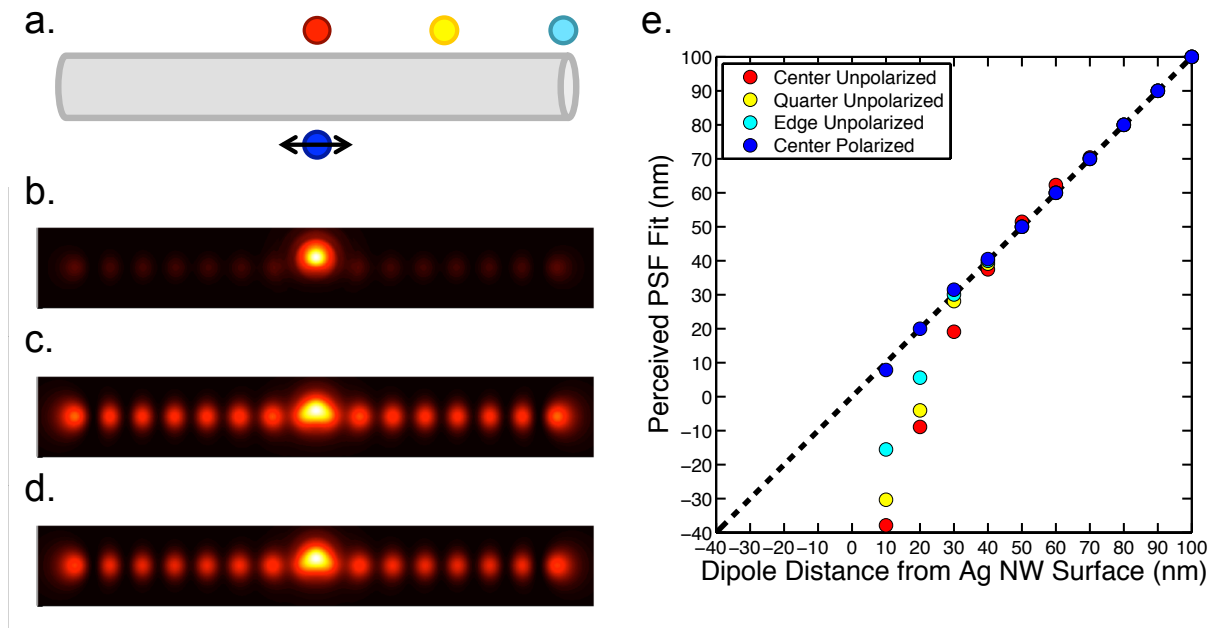 a.
b.
c.
d.
e.
Center Unpolarized
Quarter Unpolarized
Edge Unpolarized
Center Polarized
Perceived PSF Fit (nm)
100
90
80
70
60
50
40
30
20
10
0
−10
−20
−30
−40
−40 −30 −20 −10 0 10 20 30 40 50 60 70 80 90 100
Dipole Distance from Ag NW Surface (nm)